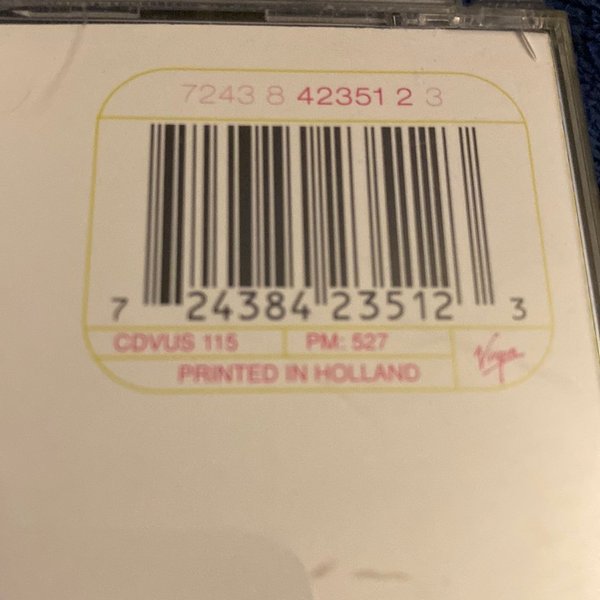 7243 8 42351 2 3
7 24384 23512 3
CDVUS 115 PM: 527
Virgin
PRINTED IN HOLLAND